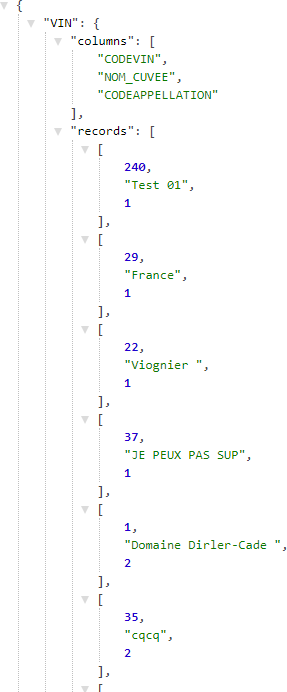 {
"VIN": {
"columns": [
"CODEVIN",
"NOM_CUVEE",
"CODEAPPELLATION"
],
"records": [
[
240,
"Test 01",
1
],
[
29,
"France",
1
],
[
22,
"Viognier ",
1
],
[
37,
"JE PEUX PAS SUP",
1
],
[
1,
"Domaine Dirler-Cade ",
2
],
[
35,
"cqcq",
2
],
[